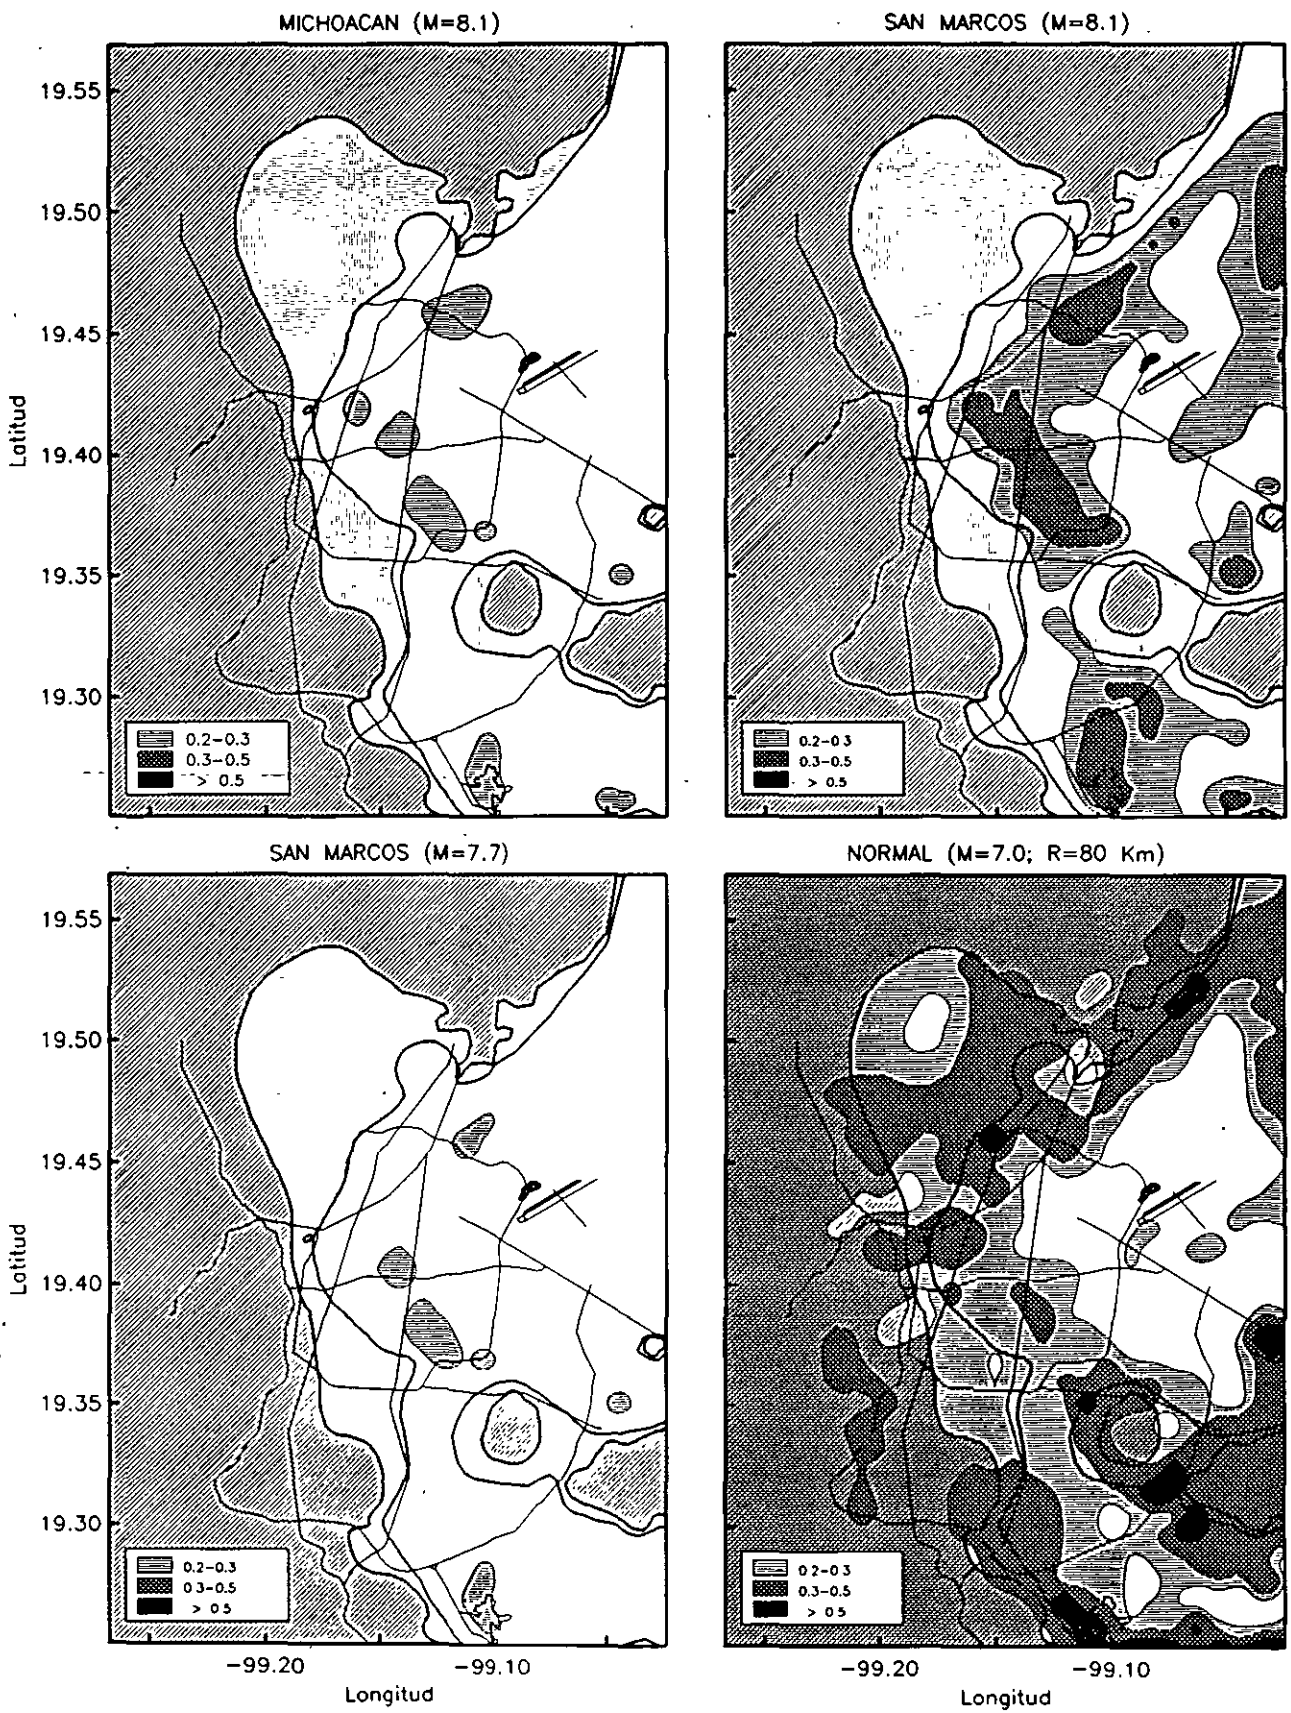 MICHOACAN (M=8.1)
SAN MARCOS (M=8.1)
19.55
19.50
19.45
19.40
19.35
19.30
Latitud
0.2-0.3
0.3-0.5
> 0.5
0.2-0 3
0.3-0.5
> 0.5
SAN MARCOS (M=7.7)
NORMAL (M=7.0; R=80 Km)
19.55
19.50
19.45
19.40
19.35
19.30
Latitud
0.2-0.3
0 3-0.5
> 0 5
0 2-0 3
0.3-0.5
> 0 5
-99.20
-99.10
-99.20
-99.10
Longitud
Longitud